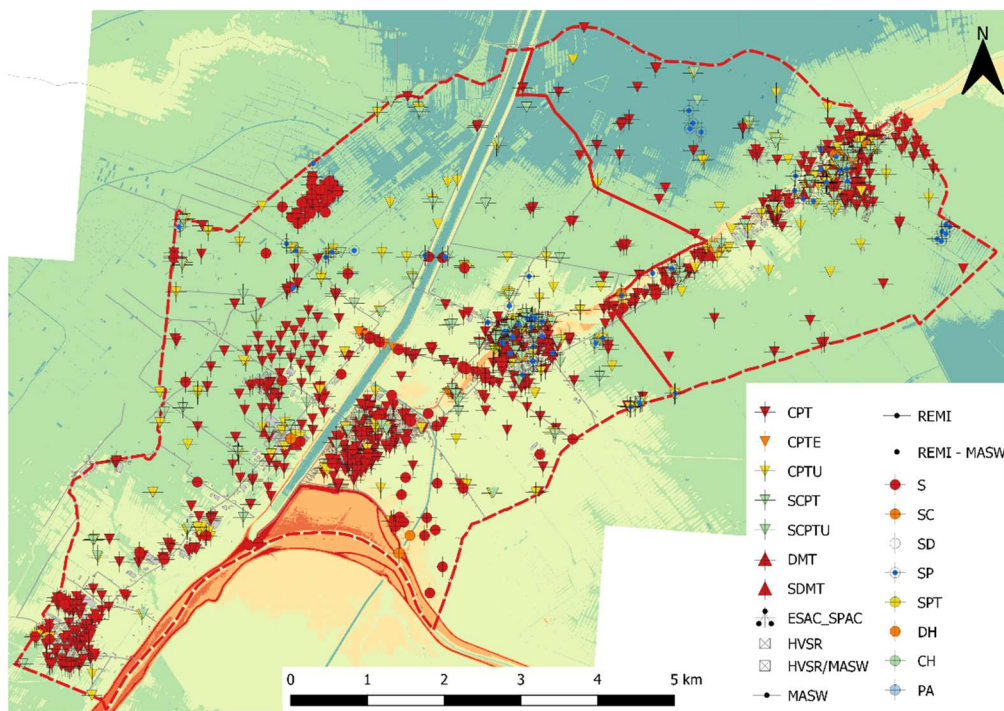 N
CPT
CPTE
CPTU
SCPT
SCPTU
DMT
SDMT
ESAC_SPAC
HVSR
HVSR/MASW
MASW
REMI
REMI - MASW
S
SC
SD
SP
SPT
DH
CH
PA
0 1 2 3 4 5 km